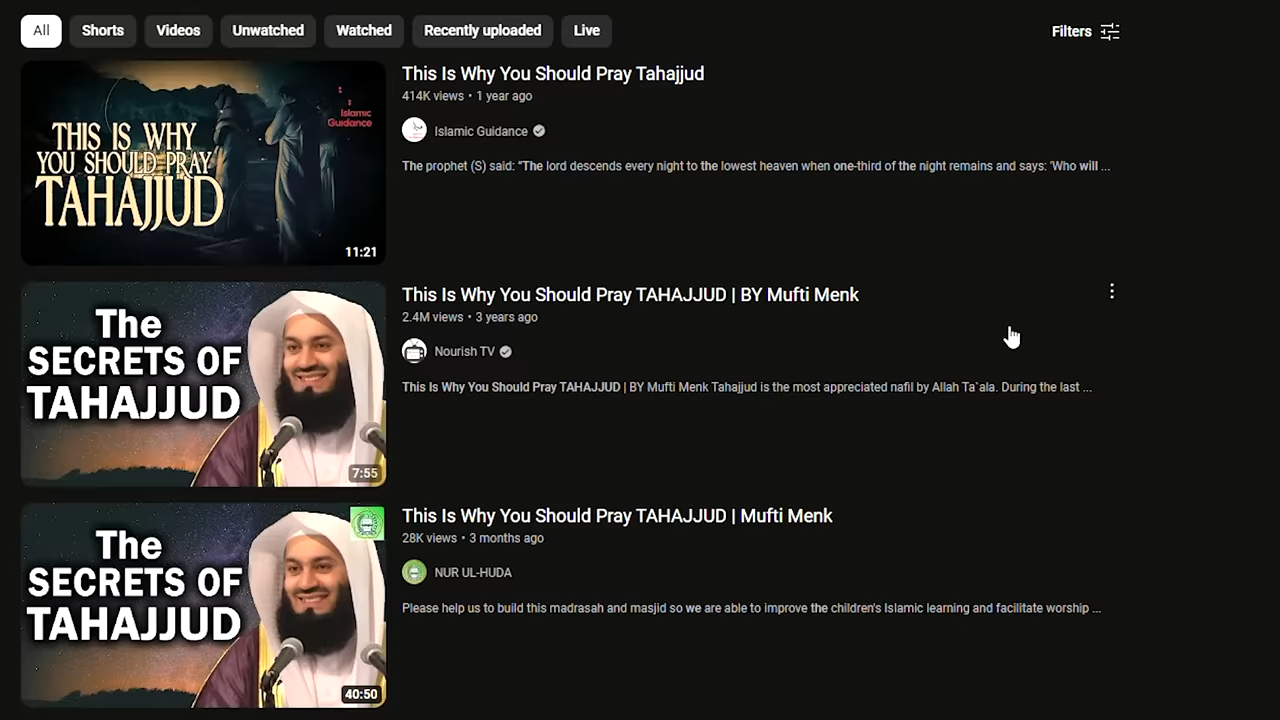 All
Shorts
Videos
Unwatched
Watched
Recently uploaded
Live
Filters
THIS IS WHY
YOU SHOULD PRAY
TAHAJJUD
Islamic
Guidance
11:21
This Is Why You Should Pray Tahajjud
414K views • 1 year ago
Islamic Guidance
The prophet (S) said: “The lord descends every night to the lowest heaven when one-third of the night remains and says: 'Who will ...
The
SECRETS OF
TAHAJJUD
7:55
This Is Why You Should Pray TAHAJJUD | BY Mufti Menk
2.4M views • 3 years ago
Nourish TV
This Is Why You Should Pray TAHAJJUD | BY Mufti Menk Tahajjud is the most appreciated nafil by Allah Ta`ala. During the last ...
The
SECRETS OF
TAHAJJUD
40:50
This Is Why You Should Pray TAHAJJUD | Mufti Menk
28K views • 3 months ago
NUR UL-HUDA
Please help us to build this madrasah and masjid so we are able to improve the children's Islamic learning and facilitate worship ...